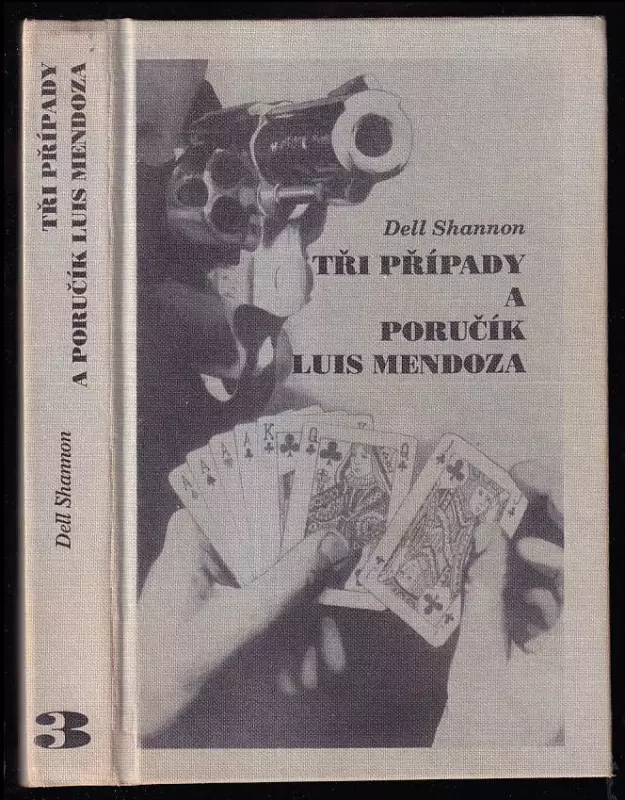 TŘI PŘÍPADY
A PORUČÍK LUIS MENDOZA
Dell Shannon
3
Dell Shannon
TŘI PŘÍPADY
A
PORUČÍK
LUIS MENDOZA
A
A
A
A
K
Q
K
Q
J
J